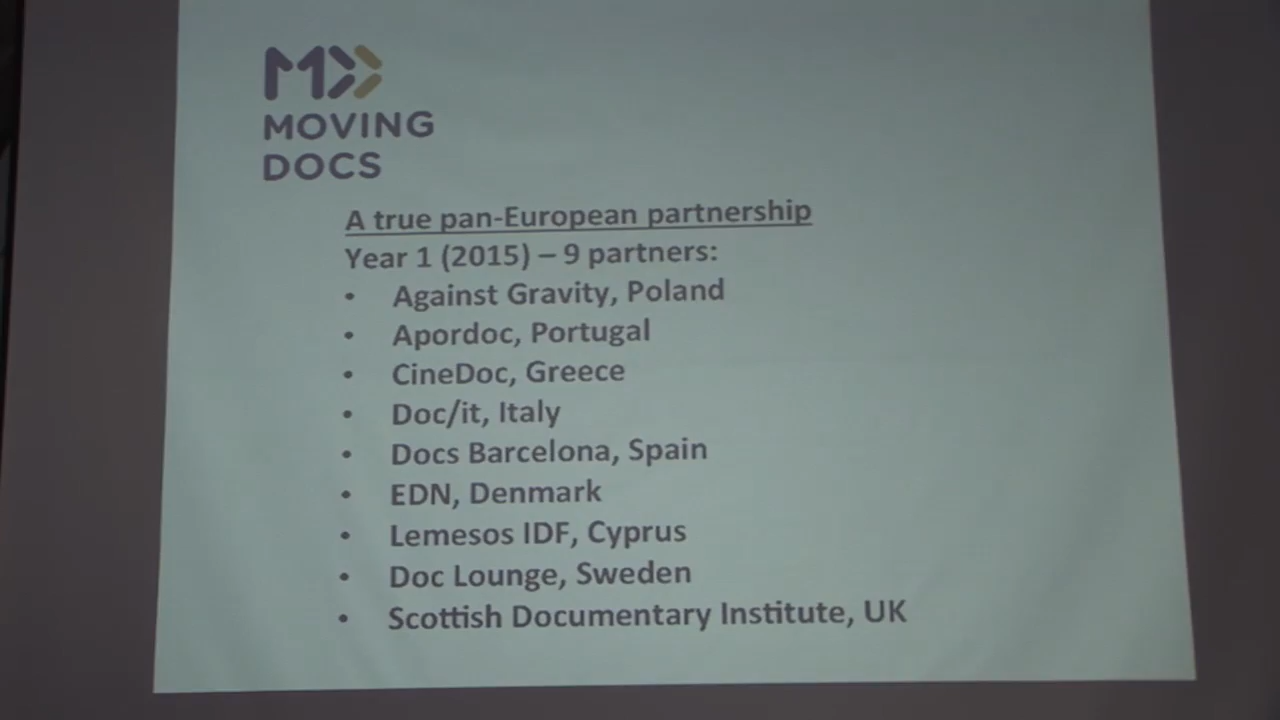 MOVING
DOCS
A true pan-European partnership
Year 1 (2015) – 9 partners:
• Against Gravity, Poland
• Apordoc, Portugal
• CineDoc, Greece
• Doc/it, Italy
• Docs Barcelona, Spain
• EDN, Denmark
• Lemesos IDF, Cyprus
• Doc Lounge, Sweden
• Scottish Documentary Institute, UK